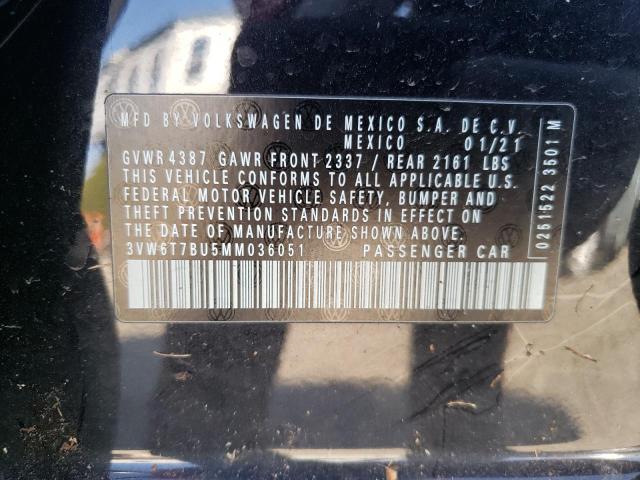 MFD BY VOLKSWAGEN DE MEXICO S.A. DE C.V.
MEXICO 01/21
GVWR 4387 GAWR FRONT 2337 / REAR 2161 LBS
THIS VEHICLE CONFORMS TO ALL APPLICABLE U.S.
FEDERAL MOTOR VEHICLE SAFETY, BUMPER AND
THEFT PREVENTION STANDARDS IN EFFECT ON
THE DATE OF MANUFACTURE SHOWN ABOVE.
3VW6T7BU5MM036051 PASSENGER CAR
0251522 3501 M